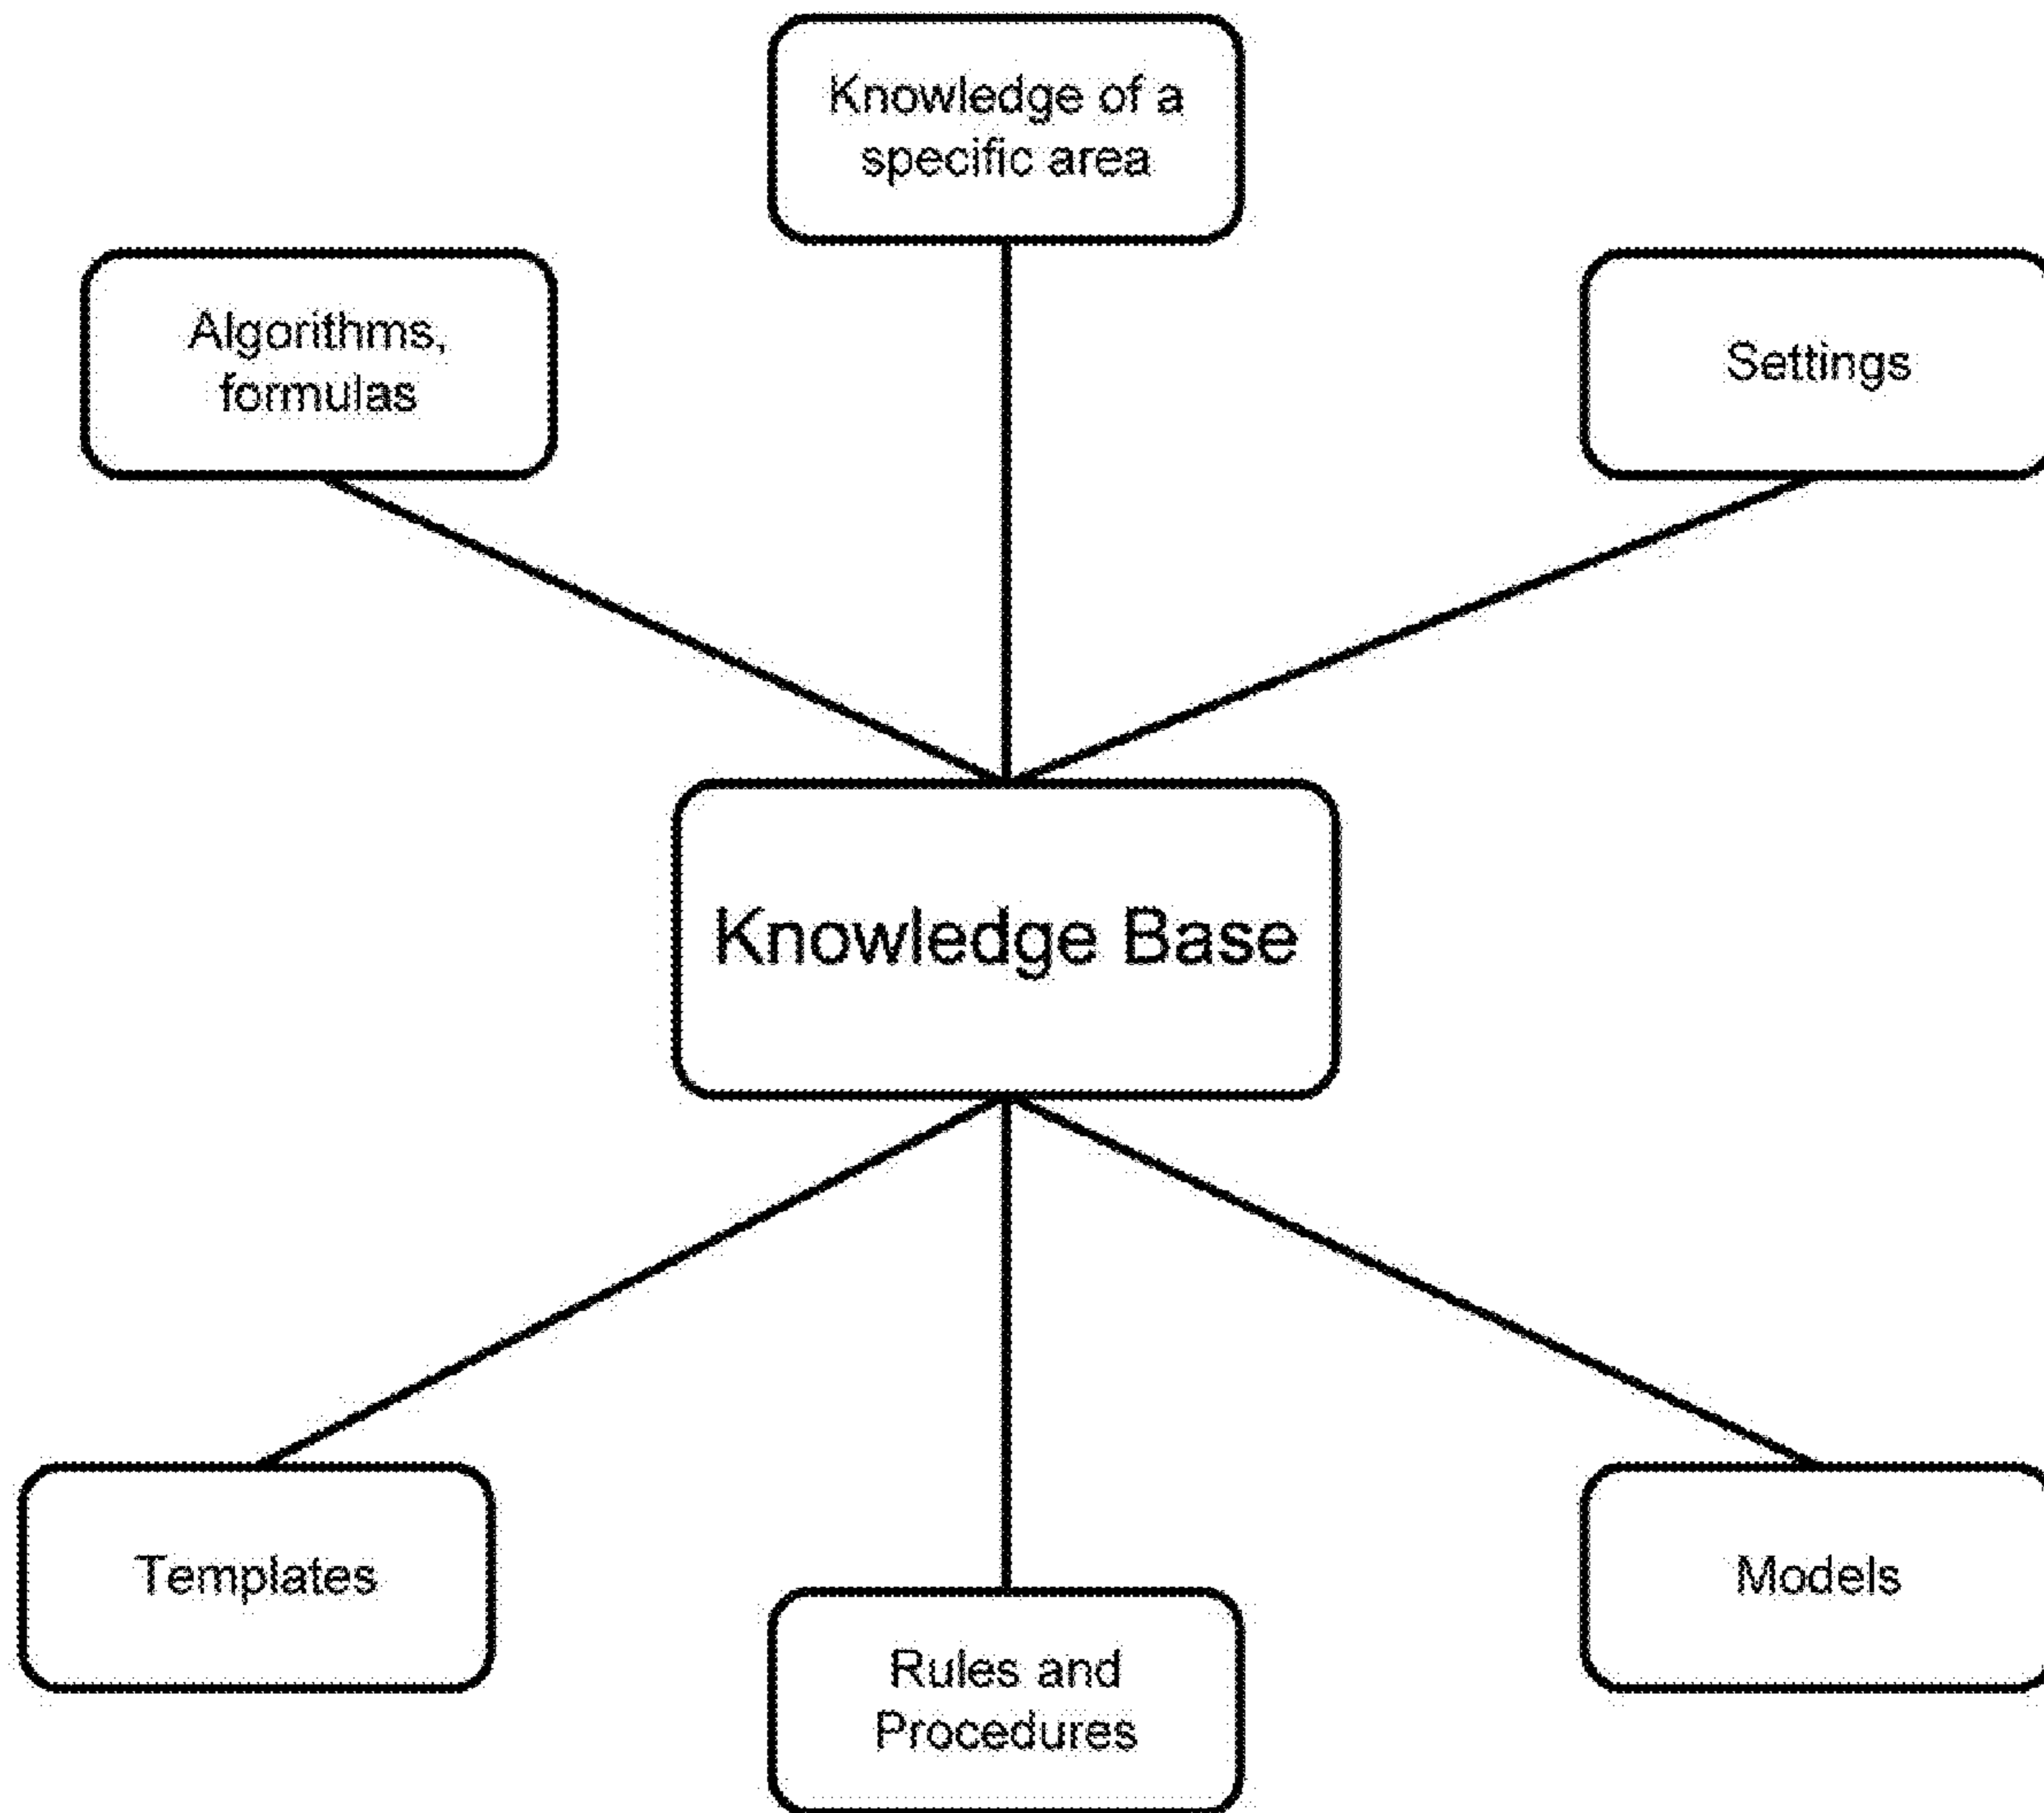 Knowledge of a
specific area
Algorithms,
formulas
Settings
Knowledge Base
Templates
Models
Rules and
Procedures